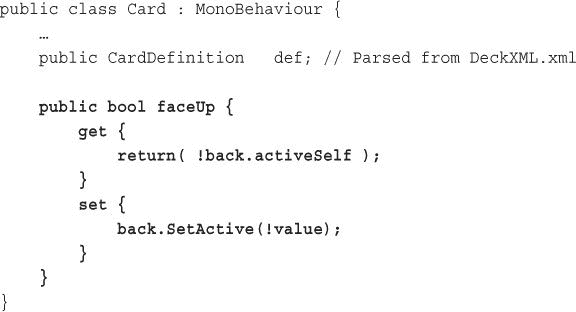 public class Card : MonoBehaviour {
    …
    public CardDefinition   def; // Parsed from DeckXML.xml

    public bool faceUp {
        get {
            return( !back.activeSelf );
        }
        set {
            back.SetActive(!value);
        }
    }
}